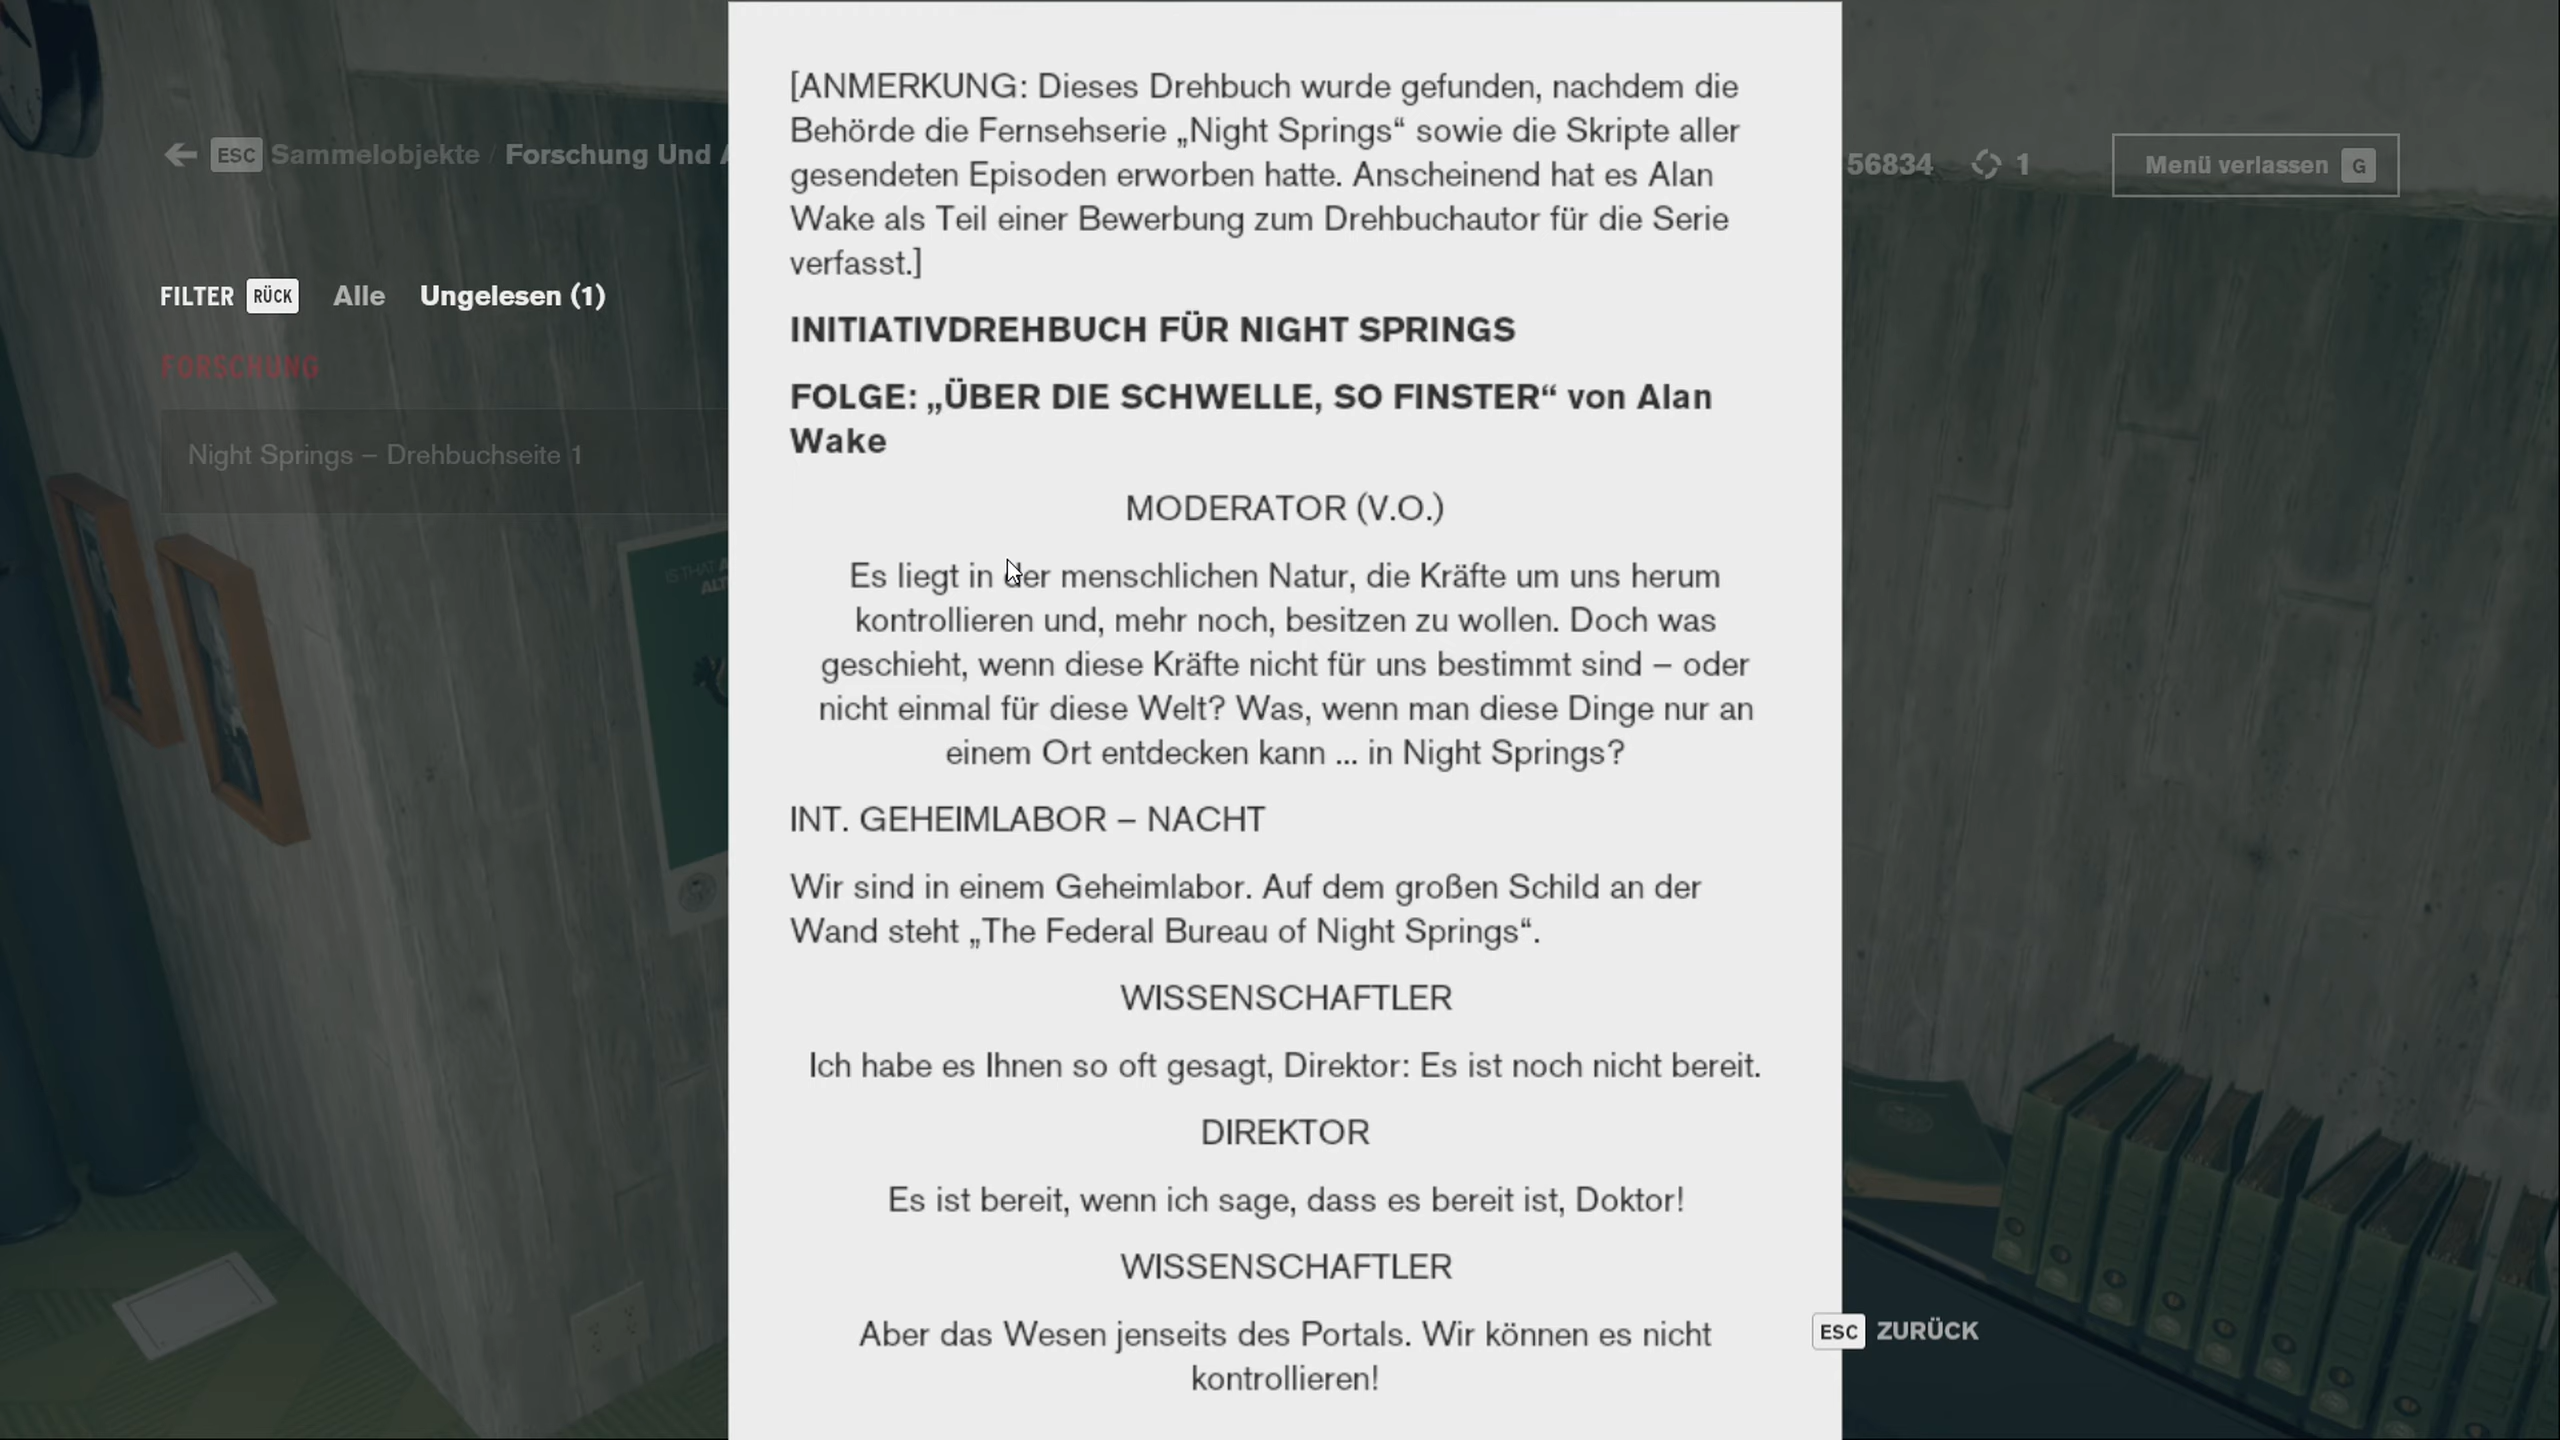 ← ESC Sammelobjekte / Forschung Und
56834 1
Menü verlassen G
FILTER RÜCK Alle Ungelesen (1)
FORSCHUNG
Night Springs – Drehbuchseite 1
[ANMERKUNG: Dieses Drehbuch wurde gefunden, nachdem die
Behörde die Fernsehserie „Night Springs“ sowie die Skripte aller
gesendeten Episoden erworben hatte. Anscheinend hat es Alan
Wake als Teil einer Bewerbung zum Drehbuchautor für die Serie
verfasst.]
INITIATIVDREHBUCH FÜR NIGHT SPRINGS
FOLGE: „ÜBER DIE SCHWELLE, SO FINSTER“ von Alan
Wake
MODERATOR (V.O.)
Es liegt in der menschlichen Natur, die Kräfte um uns herum
kontrollieren und, mehr noch, besitzen zu wollen. Doch was
geschieht, wenn diese Kräfte nicht für uns bestimmt sind – oder
nicht einmal für diese Welt? Was, wenn man diese Dinge nur an
einem Ort entdecken kann ... in Night Springs?
INT. GEHEIMLABOR – NACHT
Wir sind in einem Geheimlabor. Auf dem großen Schild an der
Wand steht „The Federal Bureau of Night Springs“.
WISSENSCHAFTLER
Ich habe es Ihnen so oft gesagt, Direktor: Es ist noch nicht bereit.
DIREKTOR
Es ist bereit, wenn ich sage, dass es bereit ist, Doktor!
WISSENSCHAFTLER
Aber das Wesen jenseits des Portals. Wir können es nicht
kontrollieren!
ESC ZURÜCK
IS THAT